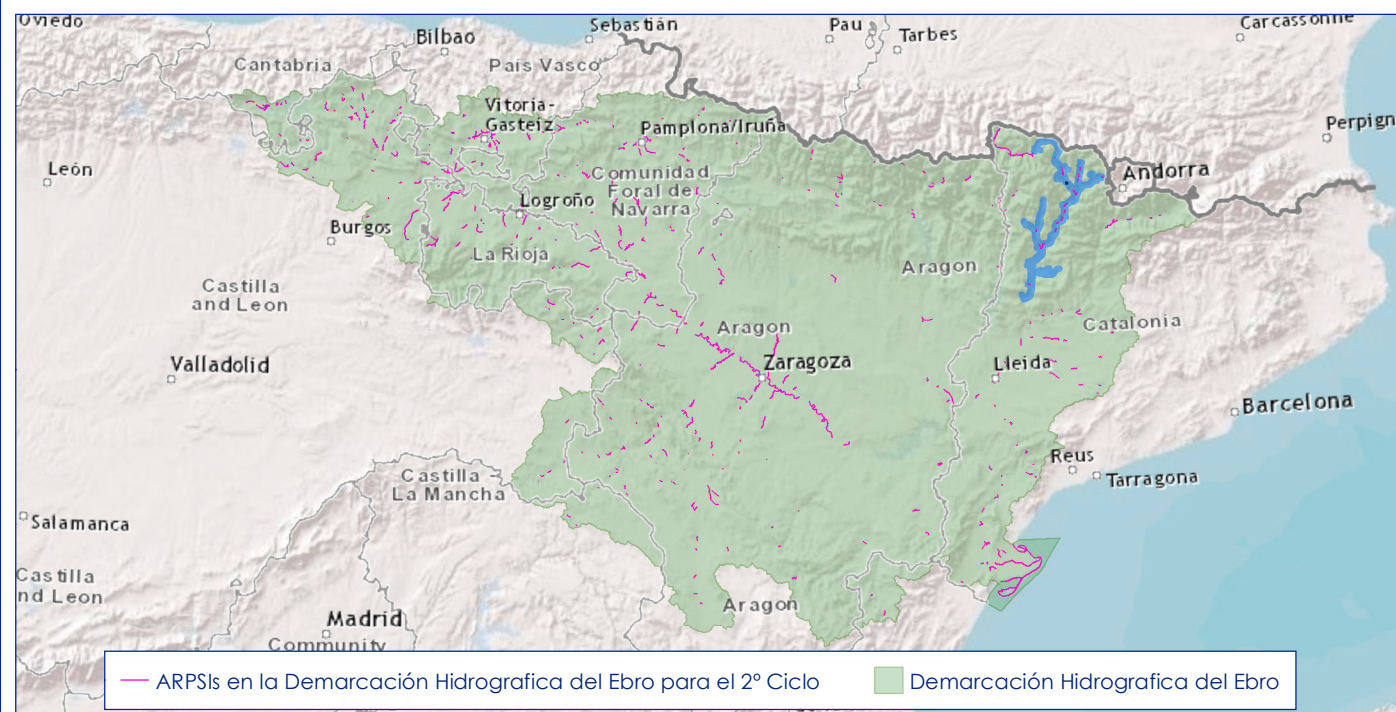 Oviedo
Bilbao
Sebastián
Pau
Tarbes
Carcassonne
Cantabria
País Vasco
Vitoria-
Gasteiz
Pamplona/Iruña
Perpign
León
Comunidad
Foral de
Navarra
Andorra
Logroño
Burgos
La Rioja
Aragon
Castilla
and Leon
Aragon
Catalonia
Valladolid
Zaragoza
Lleida
Barcelona
Castilla
La Mancha
Reus
Tarragona
Salamanca
Castilla
nd Leon
Aragon
Madrid
Community
ARPSIs en la Demarcación Hidrografica del Ebro para el 2º Ciclo
Demarcación Hidrografica del Ebro